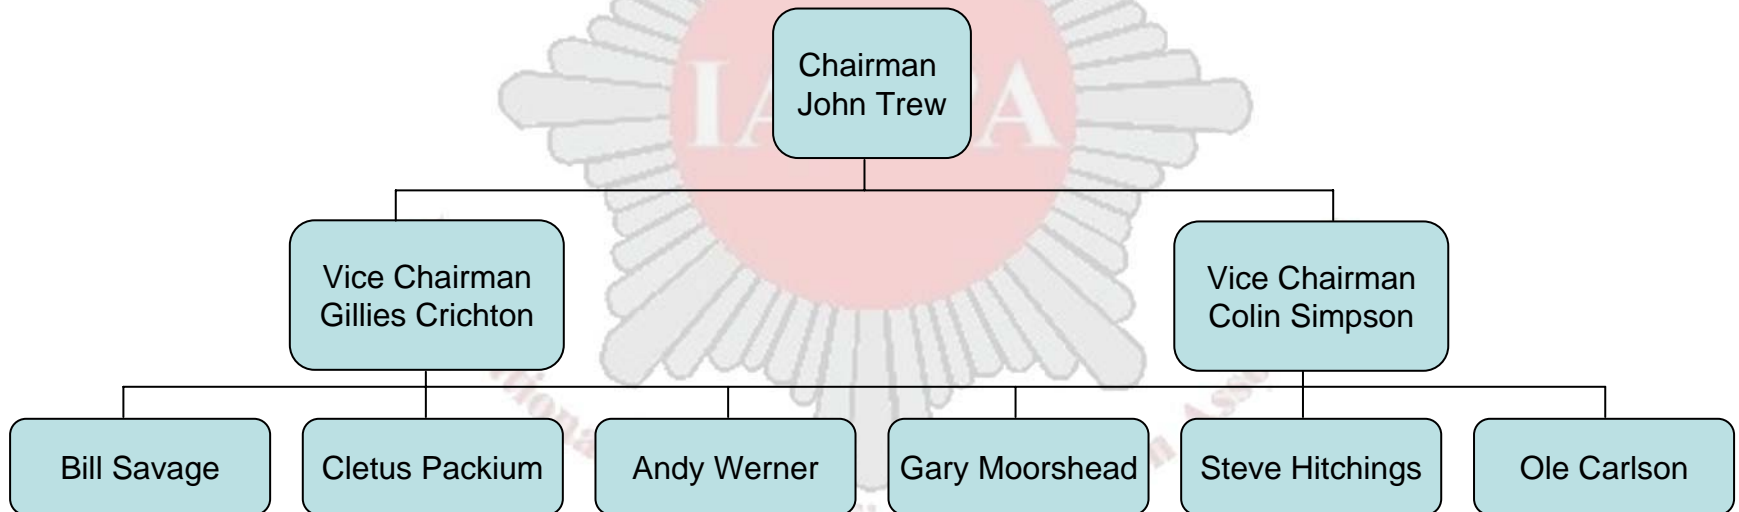 Chairman
John Trew
Vice Chairman
Gillies Crichton
Vice Chairman
Colin Simpson
Bill Savage
Cletus Packium
Andy Werner
Gary Moorshead
Steve Hitchings
Ole Carlson